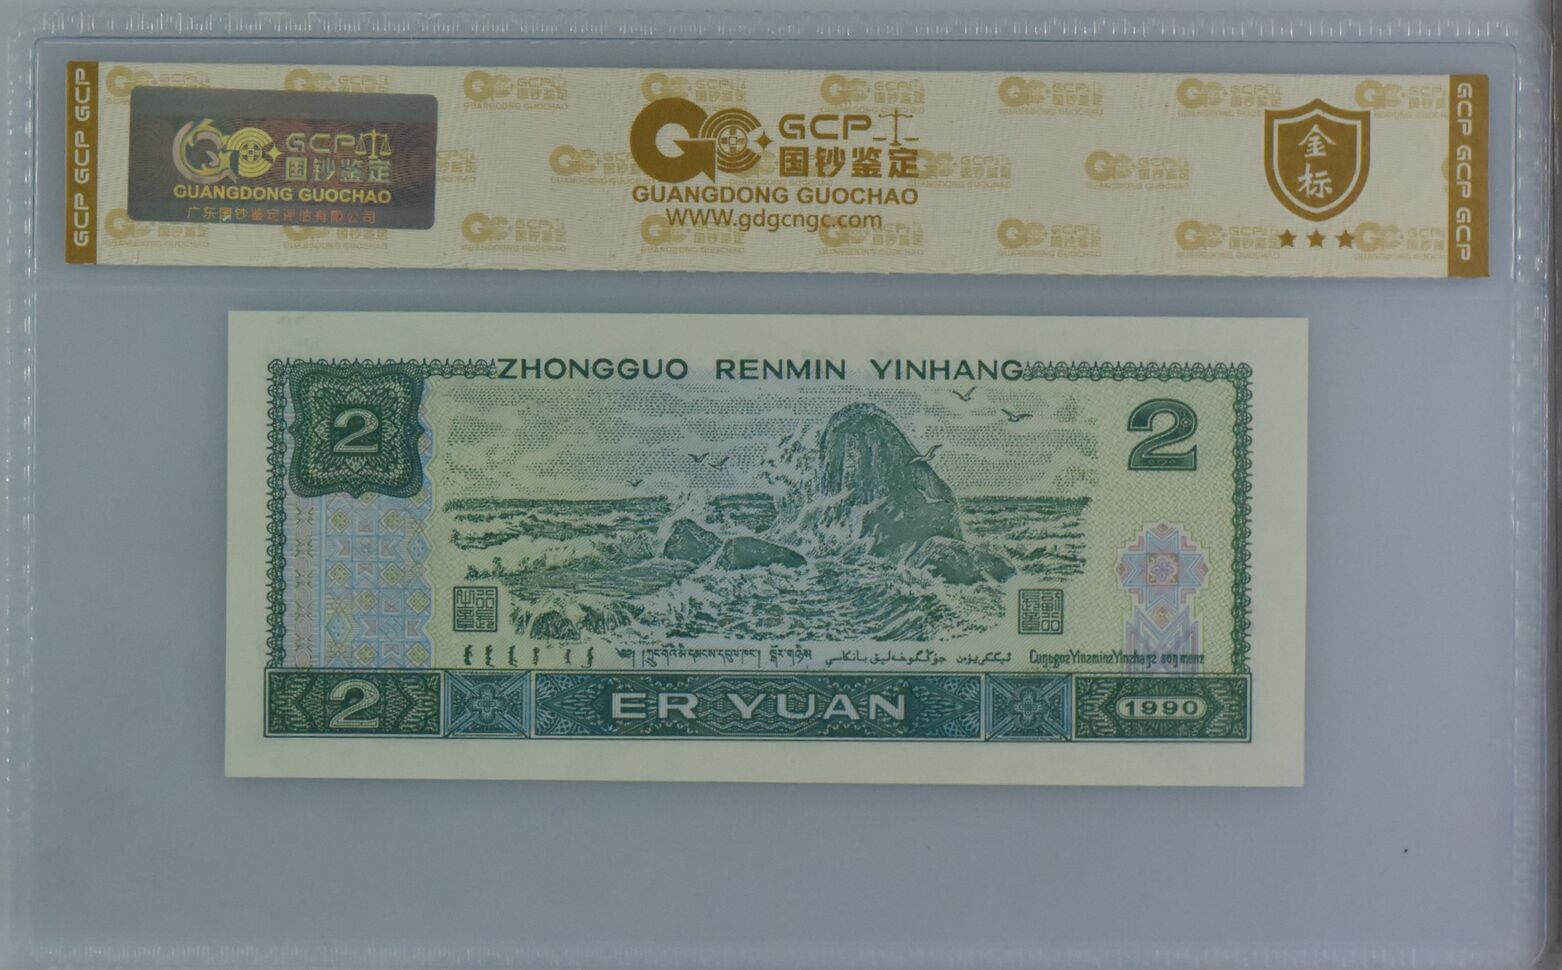 GCP GCP GCP
GCP
国钞鉴定
GUANGDONG GUOCHAO
广东国钞鉴定评估有限公司
GCP
国钞鉴定
GUANGDONG GUOCHAO
WWW.gdgcngc.com
金标
GCP GCP GCP
ZHONGGUO RENMIN YINHANG
2
2
2
ER YUAN
1990